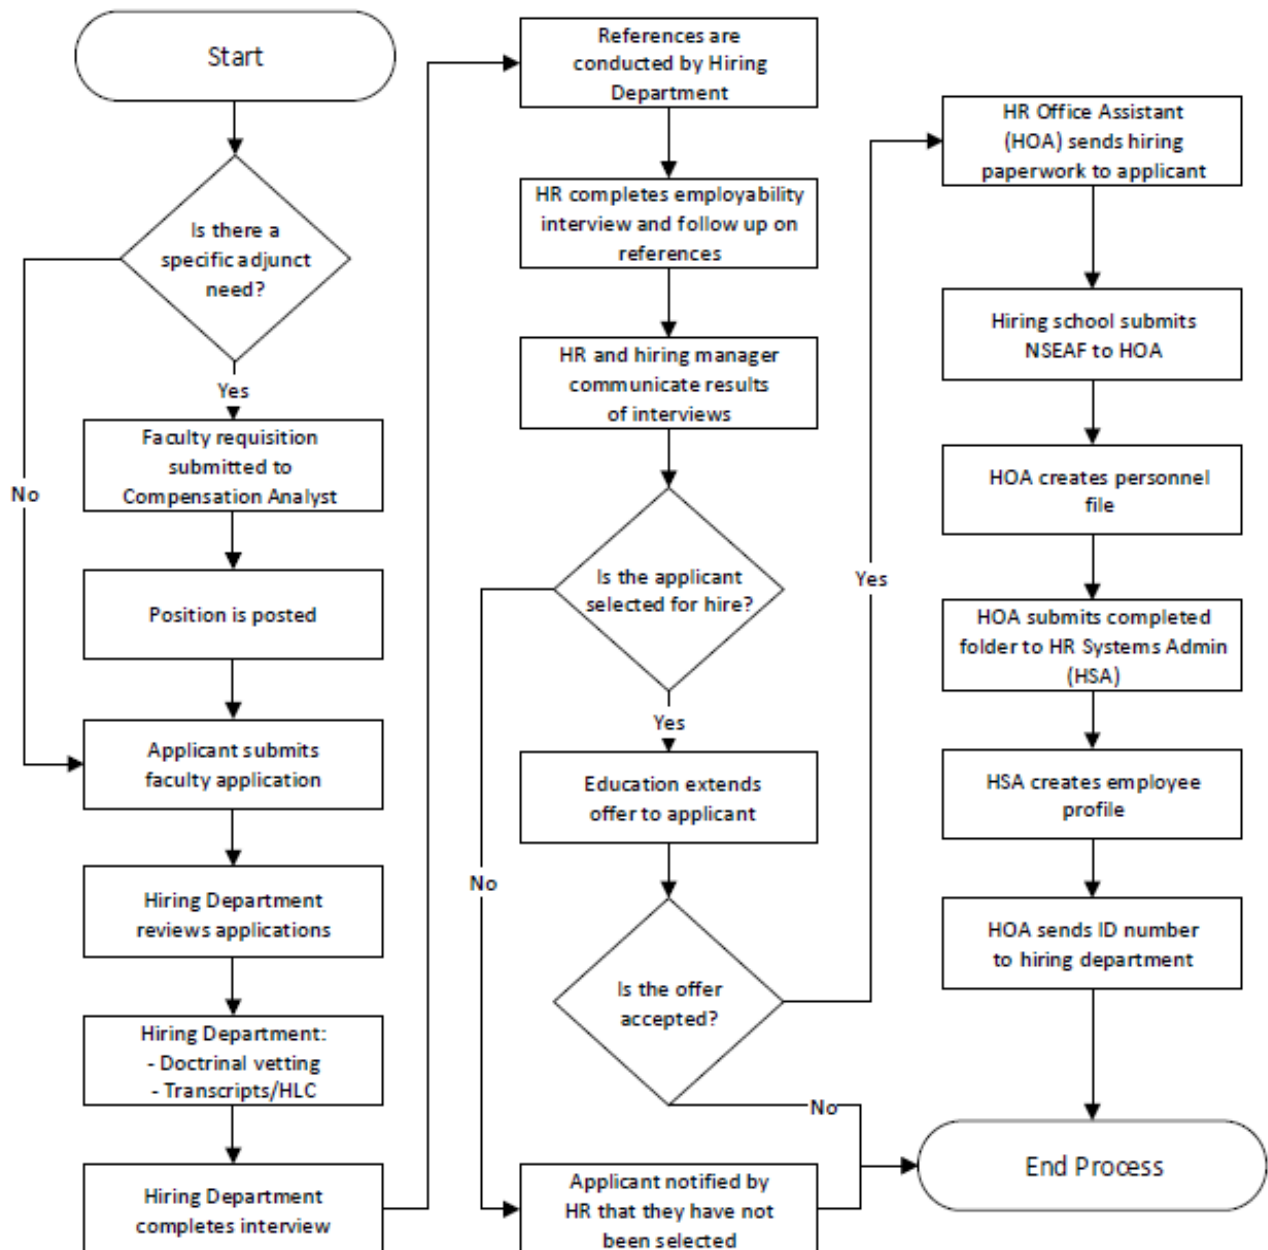 Start
Is there a
specific adjunct
need?
Yes
No
Faculty requisition
submitted to
Compensation Analyst
Position is posted
Applicant submits
faculty application
Hiring Department
reviews applications
Hiring Department:
- Doctrinal vetting
- Transcripts/HLC
Hiring Department
completes interview
References are
conducted by Hiring
Department
HR completes employability
interview and follow up on
references
HR and hiring manager
communicate results
of interviews
Is the applicant
selected for hire?
Yes
No
Education extends
offer to applicant
Is the offer
accepted?
Yes
No
Applicant notified by
HR that they have not
been selected
HR Office Assistant
(HOA) sends hiring
paperwork to applicant
Hiring school submits
NSEAF to HOA
HOA creates personnel
file
HOA submits completed
folder to HR Systems Admin
(HSA)
HSA creates employee
profile
HOA sends ID number
to hiring department
End Process